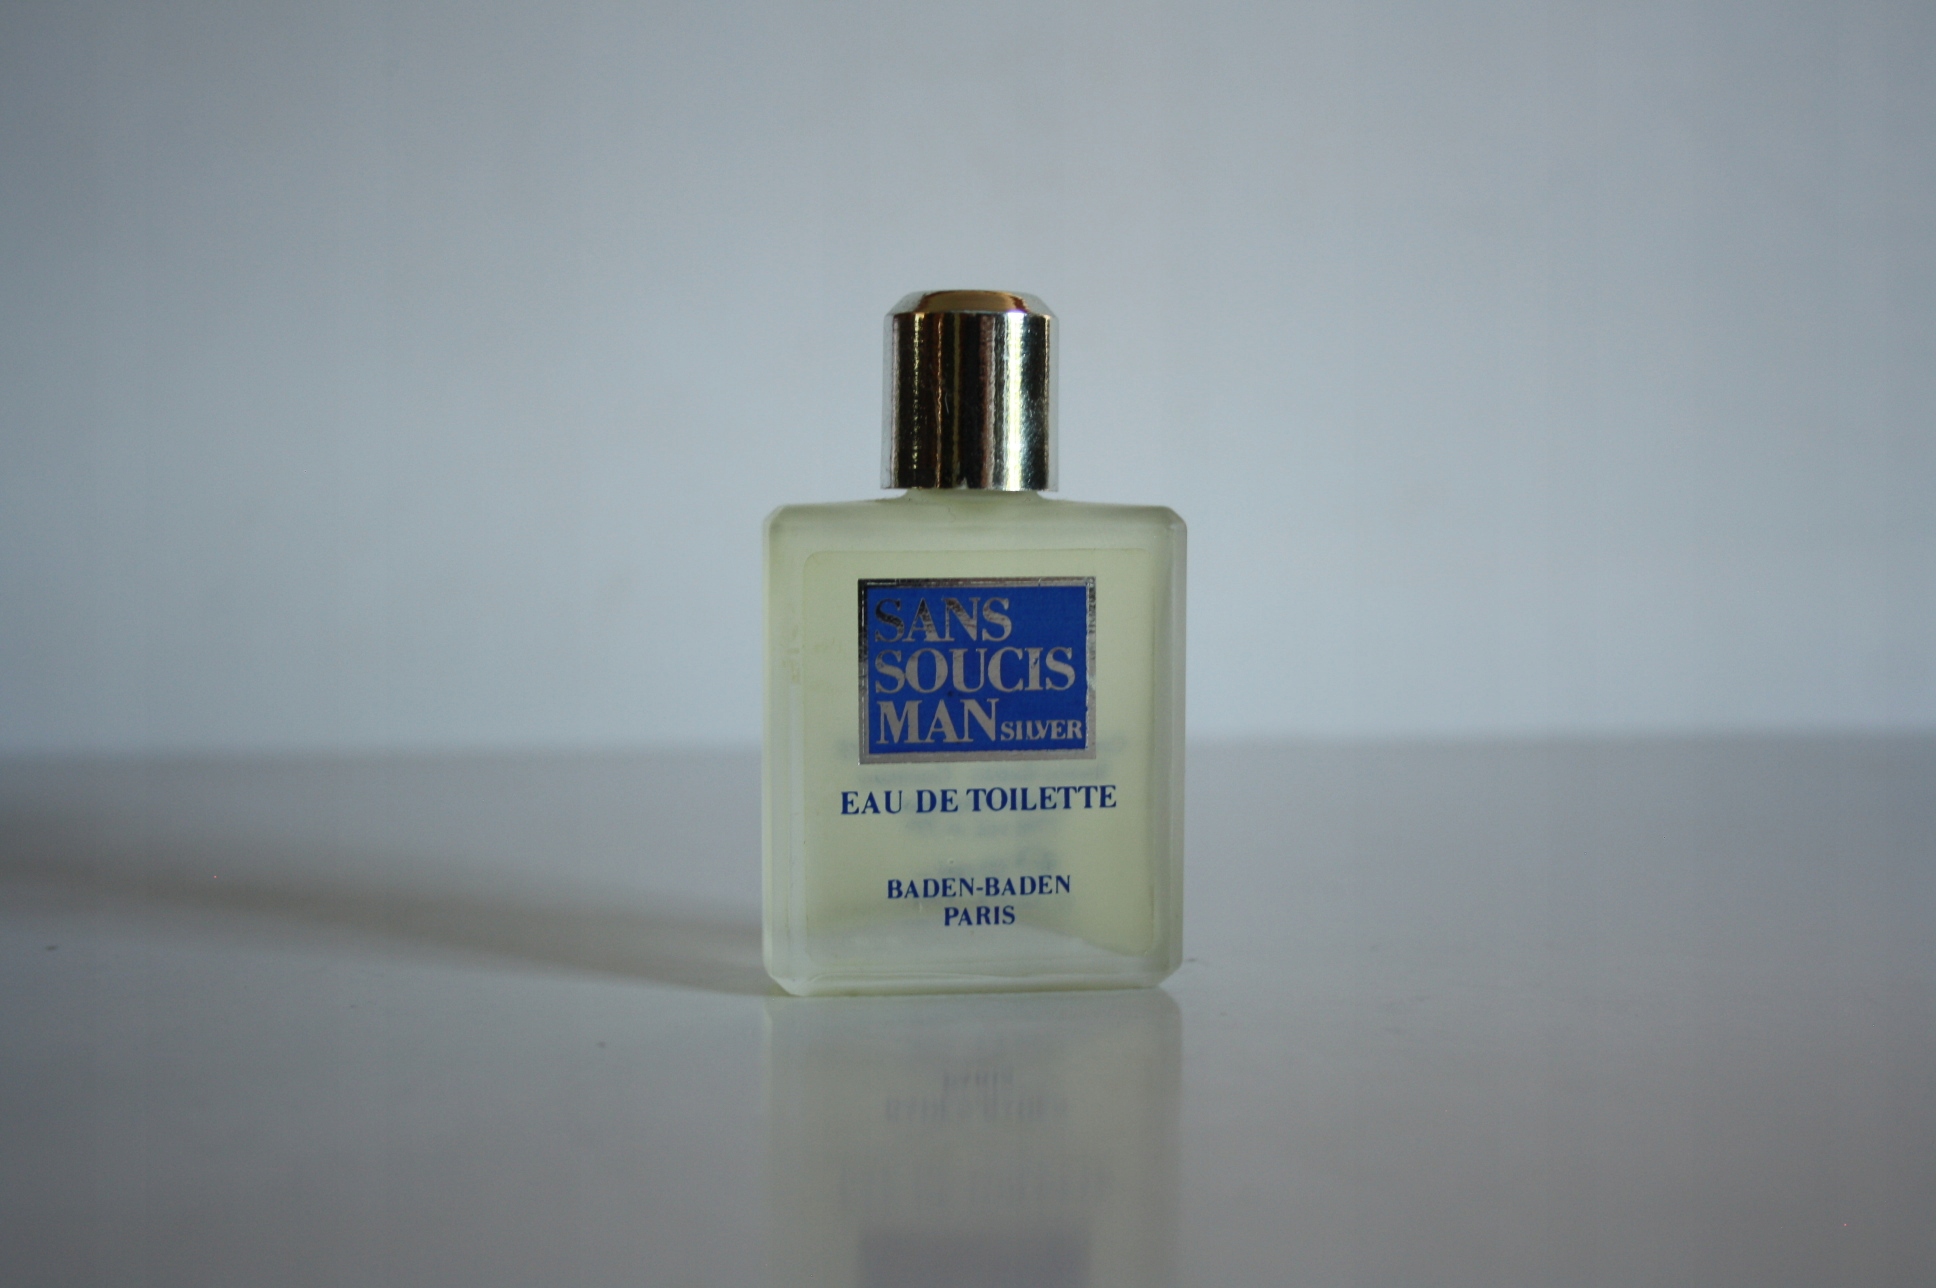 SANS
SOUCIS
MAN SILVER
EAU DE TOILETTE
BADEN-BADEN
PARIS